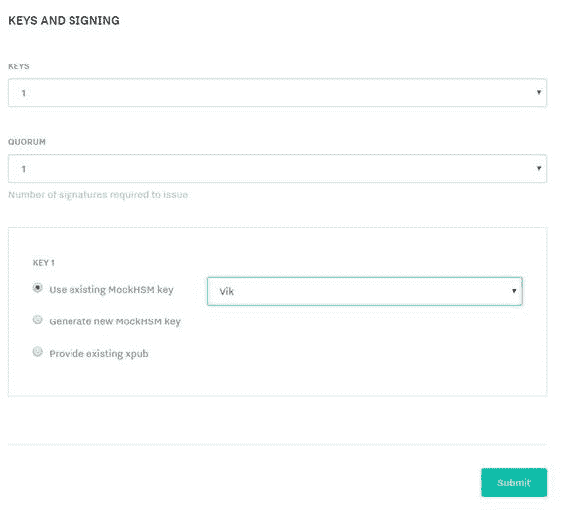 KEYS AND SIGNING
KEYS
1
QUORUM
1
Number of signatures required to issue
KEY 1
Use existing MockHSM key
Vik
Generate new MockHSM key
Provide existing xpub
Submit